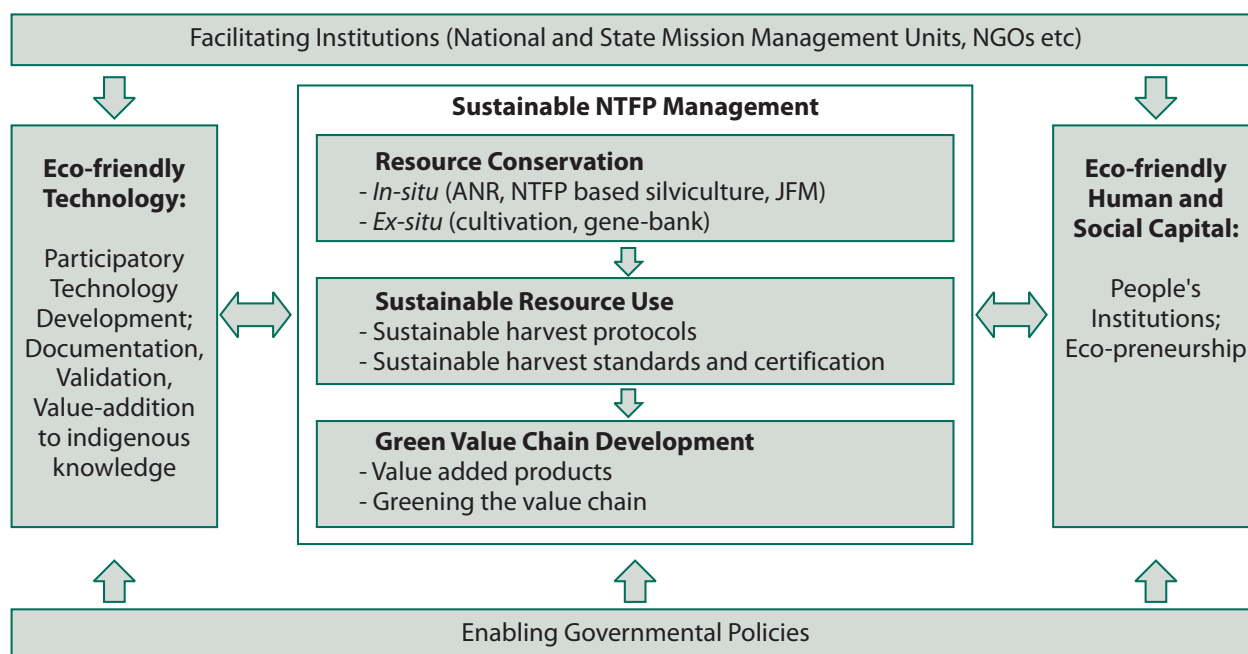 Facilitating Institutions (National and State Mission Management Units, NGOs etc)
Eco-friendly
Technology:
Participatory
Technology
Development;
Documentation,
Validation,
Value-addition
to indigenous
knowledge
Sustainable NTFP Management
Resource Conservation
- In-situ (ANR, NTFP based silviculture, JFM)
- Ex-situ (cultivation, gene-bank)
Sustainable Resource Use
- Sustainable harvest protocols
- Sustainable harvest standards and certification
Green Value Chain Development
- Value added products
- Greening the value chain
Eco-friendly
Human and
Social Capital:
People's
Institutions;
Eco-preneurship
Enabling Governmental Policies